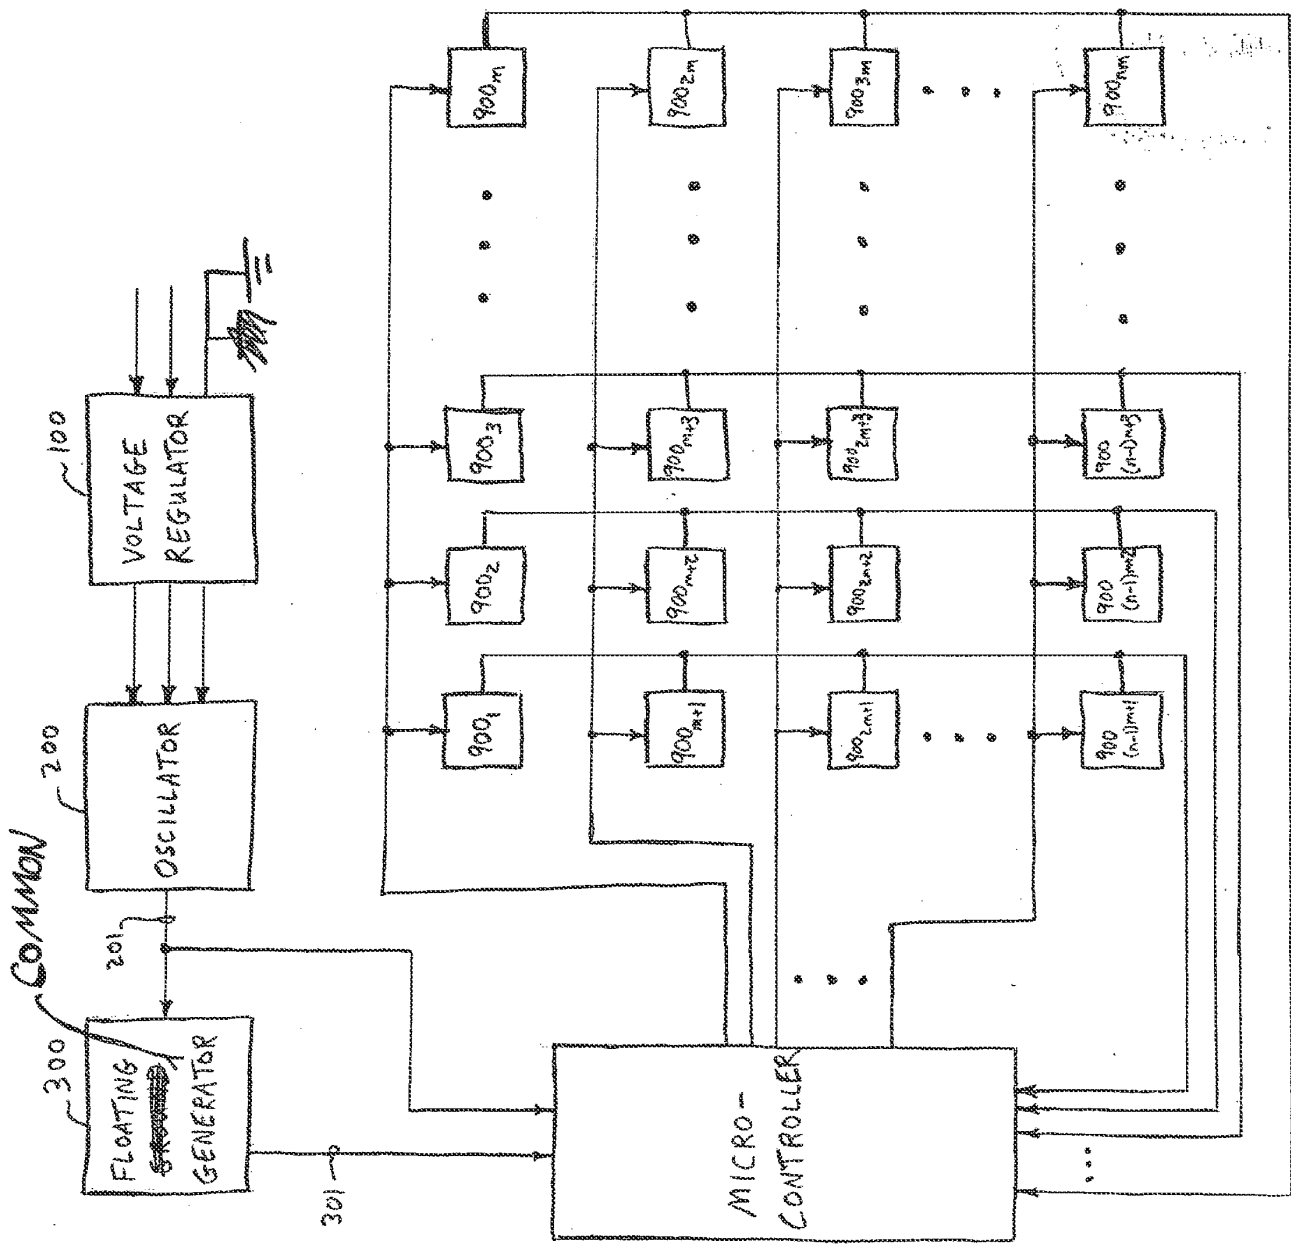 COMMON
300
FLOATING
GENERATOR
301
201
200
OSCILLATOR
100
VOLTAGE
REGULATOR
MICRO-
CONTROLLER
900₁
900₂
900₃
900ₘ
900ₘ₊₁
900ₘ₊₂
900ₘ₊₃
900₂ₘ
900₂ₘ₊₁
900₂ₘ₊₂
900₂ₘ₊₃
900₃ₘ
900
(n-1)m+1
900
(n-1)m+2
900
(n-1)m+3
900ₙₘ